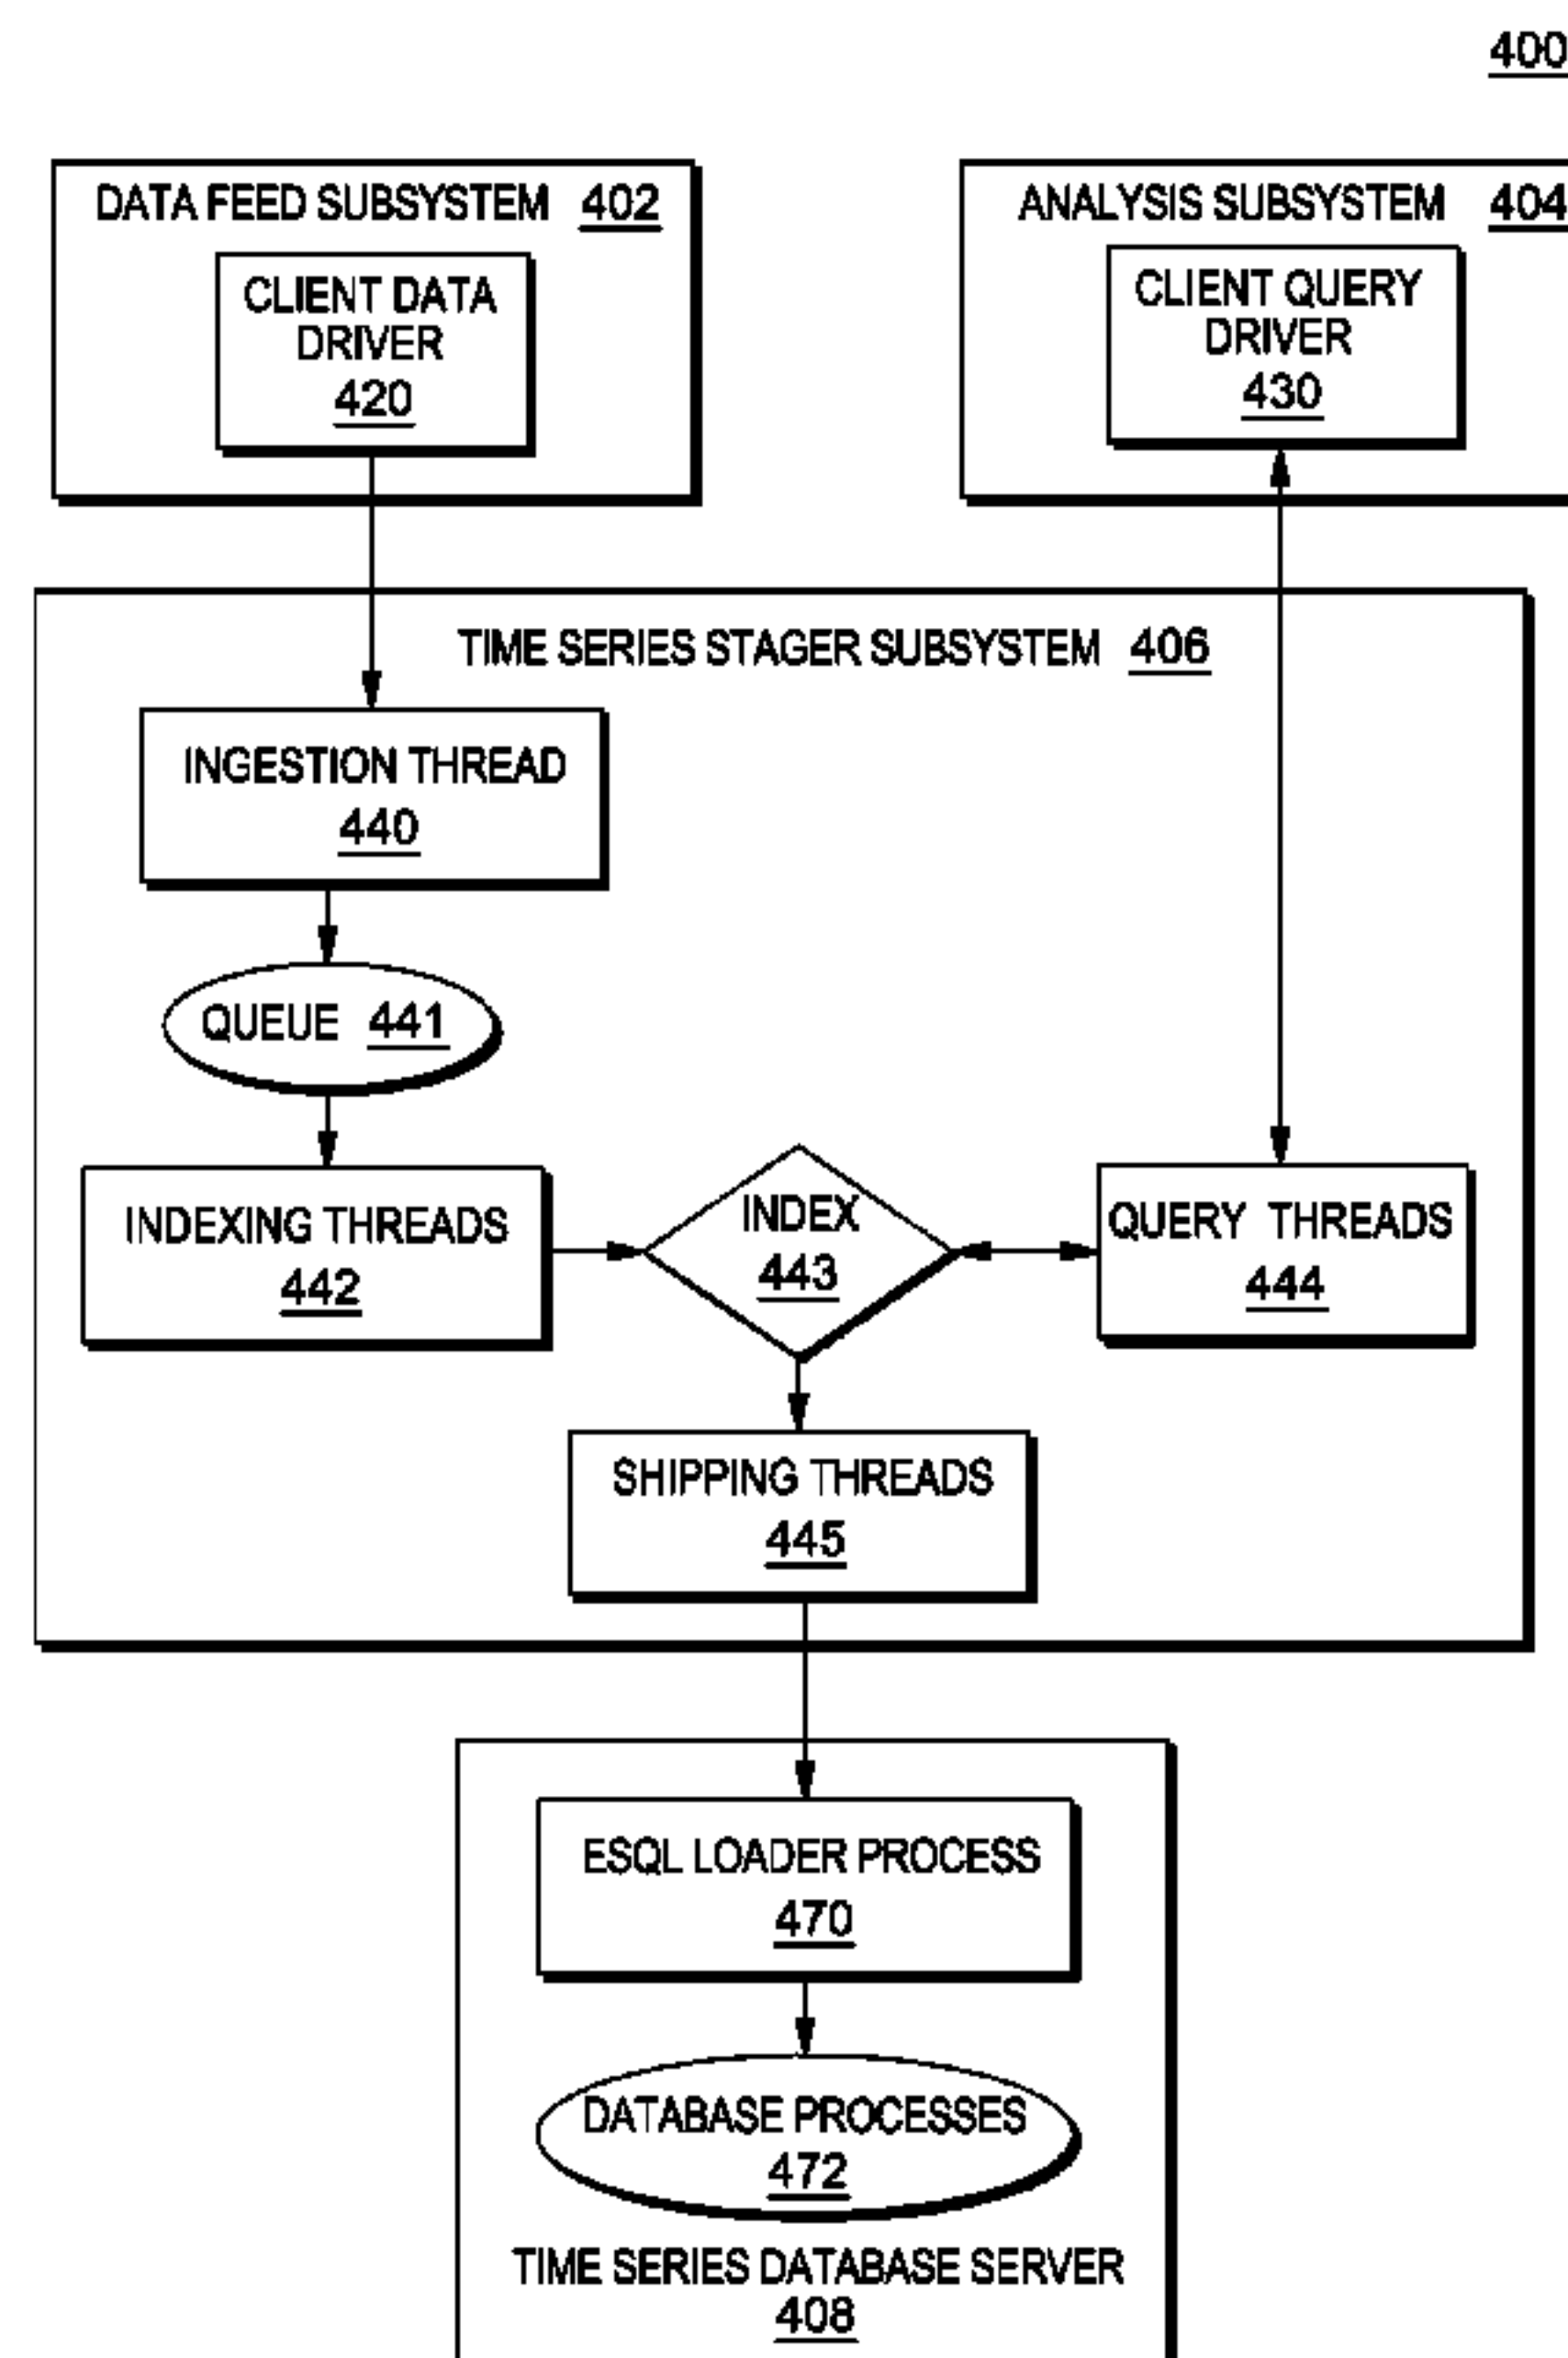 400
DATA FEED SUBSYSTEM 402
CLIENT DATA
DRIVER
420
ANALYSIS SUBSYSTEM 404
CLIENT QUERY
DRIVER
430
TIME SERIES STAGER SUBSYSTEM 406
INGESTION THREAD
440
QUEUE 441
INDEXING THREADS
442
INDEX
443
QUERY THREADS
444
SHIPPING THREADS
445
ESQL LOADER PROCESS
470
DATABASE PROCESSES
472
TIME SERIES DATABASE SERVER
408